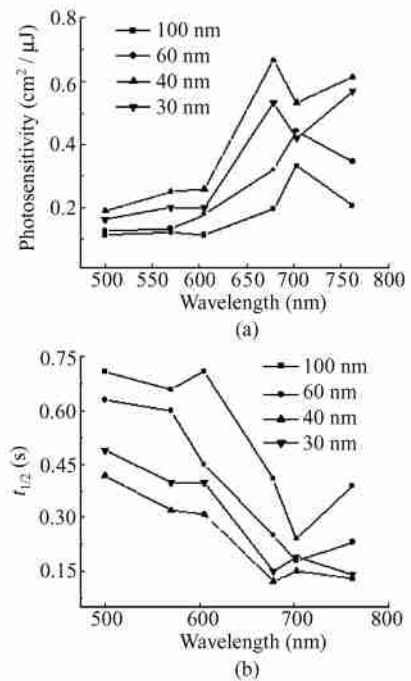 Photosensitivity (cm² / μJ)
0.8
0.6
0.4
0.2
100 nm
60 nm
40 nm
30 nm
500 550 600 650 700 750 800
Wavelength (nm)
(a)
t₁/₂ (s)
0.75
0.60
0.45
0.30
0.15
100 nm
60 nm
40 nm
30 nm
500 600 700 800
Wavelength (nm)
(b)